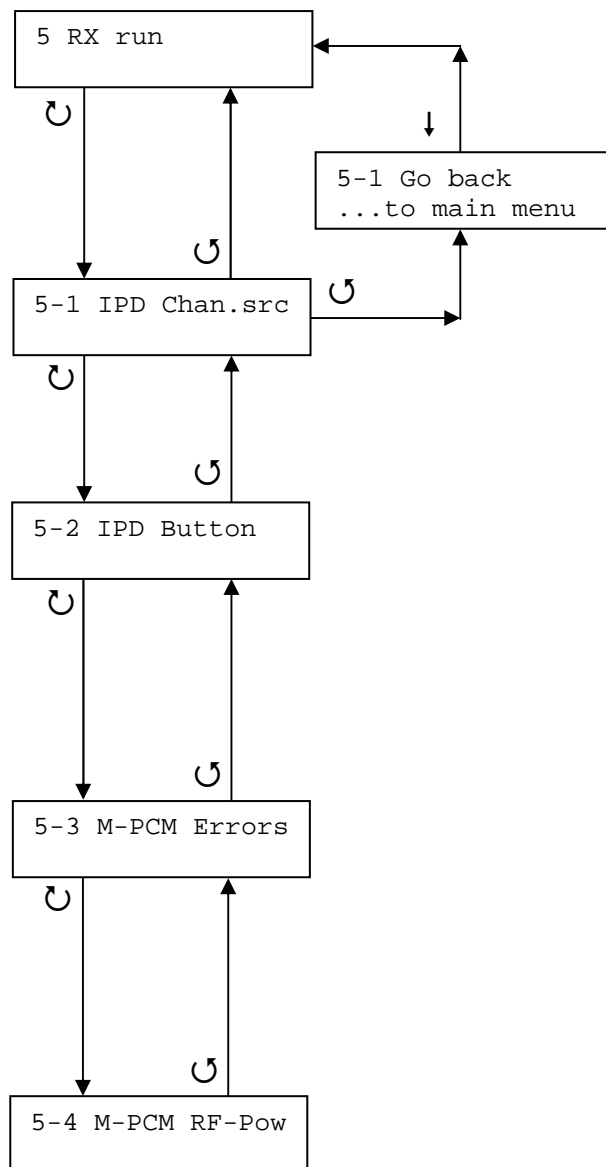 5 RX run
5-1 Go back
...to main menu
5-1 IPD Chan.src
5-2 IPD Button
5-3 M-PCM Errors
5-4 M-PCM RF-Pow